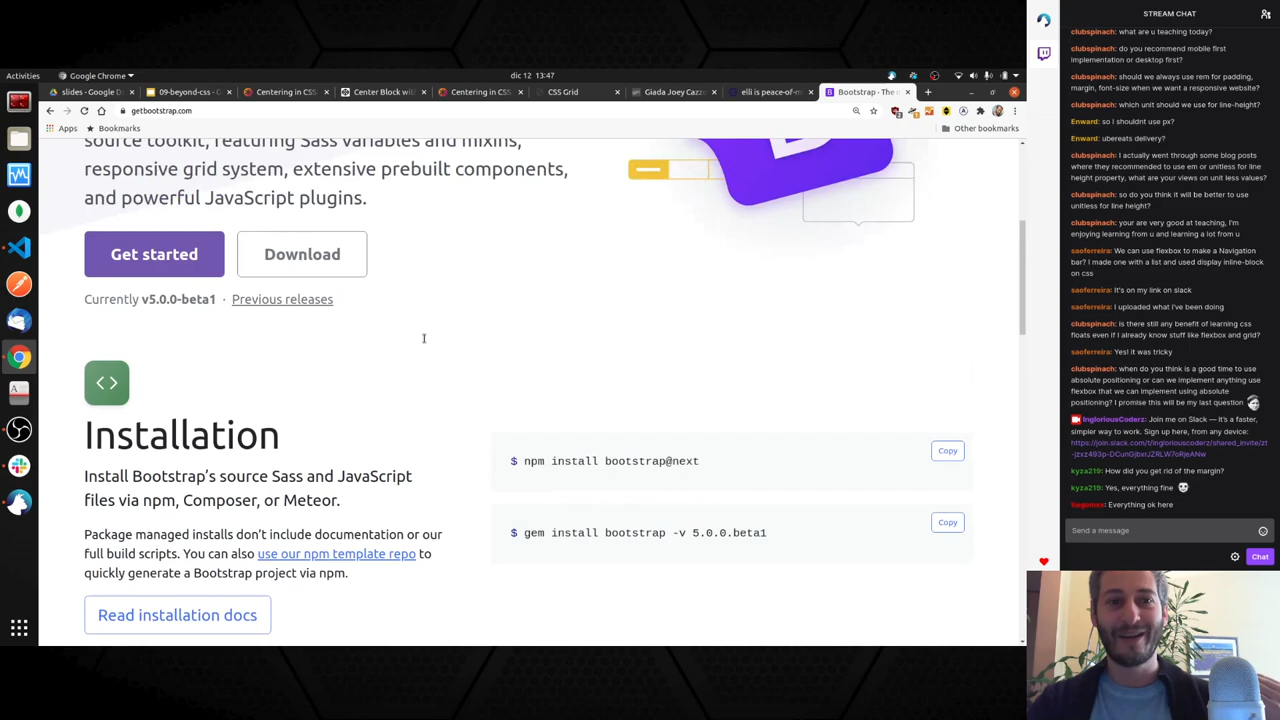 Activities
Google Chrome
dic 12 13:47
slides - Google D
09-beyond-css - G
Centering in CSS
Center Block with
Centering in CSS
CSS Grid
Giada Joey Cazzo
elli is peace-of-m
Bootstrap · The m
getbootstrap.com
Apps
Bookmarks
Other bookmarks
source toolkit, featuring Sass variables and mixins,
responsive grid system, extensive prebuilt components,
and powerful JavaScript plugins.
Get started
Download
Currently v5.0.0-beta1 · Previous releases
Installation
Install Bootstrap's source Sass and JavaScript
files via npm, Composer, or Meteor.
Package managed installs don't include documentation or our
full build scripts. You can also use our npm template repo to
quickly generate a Bootstrap project via npm.
Read installation docs
$ npm install bootstrap@next
Copy
$ gem install bootstrap -v 5.0.0.beta1
Copy
STREAM CHAT
clubspinach: what are u teaching today?
clubspinach: do you recommend mobile first
implementation or desktop first?
clubspinach: should we always use rem for padding,
margin, font-size when we want a responsive website?
clubspinach: which unit should we use for line-height?
Enward: so I shouldnt use px?
Enward: ubereats delivery?
clubspinach: I actually went through some blog posts
where they recommended to use em or unitless for line
height property, what are your views on unit less values?
clubspinach: so do you think it will be better to use
unitless for line height?
clubspinach: your are very good at teaching, I'm
enjoying learning from u and learning a lot from u
saoferreira: We can use flexbox to make a Navigation
bar? I made one with a list and used display inline-block
on css
saoferreira: It's on my link on slack
saoferreira: I uploaded what i've been doing
clubspinach: is there still any benefit of learning css
floats even if I already know stuff like flexbox and grid?
saoferreira: Yes! it was tricky
clubspinach: when do you think is a good time to use
absolute positioning or can we implement anything use
flexbox that we can implement using absolute
positioning? I promise this will be my last question
IngloriousCoderz: Join me on Slack — it's a faster,
simpler way to work. Sign up here, from any device:
https://join.slack.com/t/ingloriouscoderz/shared_invite/zt
kyza219: How did you get rid of the margin?
kyza219: Yes, everything fine
Everything ok here
Send a message
Chat